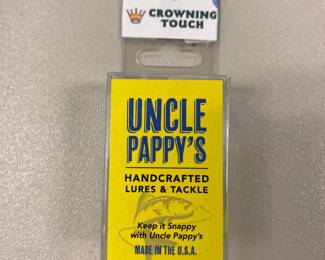 CROWNING
TOUCH
UNCLE
PAPPY'S
HANDCRAFTED
LURES & TACKLE
Keep it Snappy
with Uncle Pappy's
MADE IN THE U.S.A.